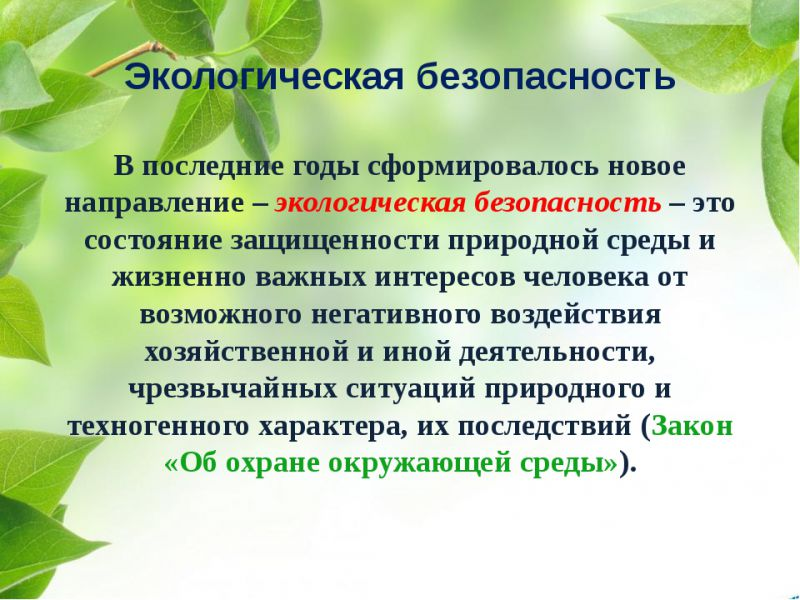 Экологическая безопасность
В последние годы сформировалось новое
направление – экологическая безопасность – это
состояние защищенности природной среды и
жизненно важных интересов человека от
возможного негативного воздействия
хозяйственной и иной деятельности,
чрезвычайных ситуаций природного и
техногенного характера, их последствий (Закон
«Об охране окружающей среды»).